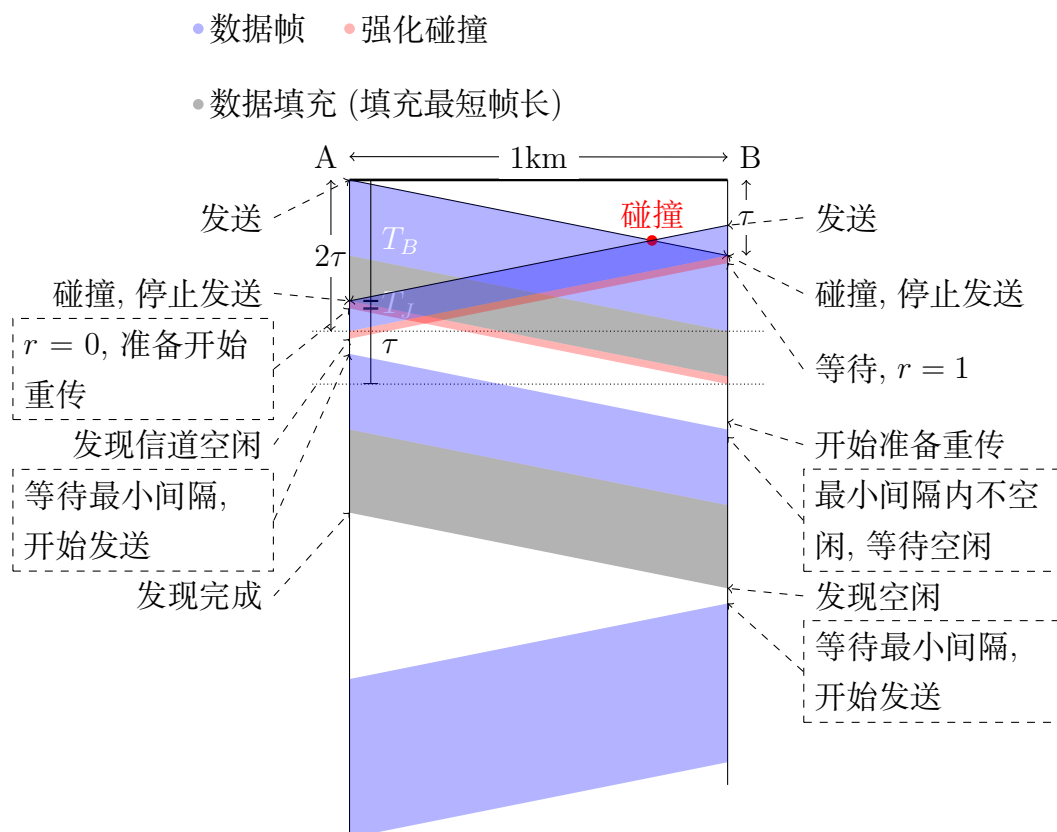 数据帧 强化碰撞
数据填充 (填充最短帧长)
A 1km B
发送
碰撞
τ
发送
T_B
2τ
碰撞, 停止发送
T_J
碰撞, 停止发送
r = 0, 准备开始
重传
τ
等待, r = 1
发现信道空闲
开始准备重传
等待最小间隔,
开始发送
最小间隔内不空
闲, 等待空闲
发现完成
发现空闲
等待最小间隔,
开始发送